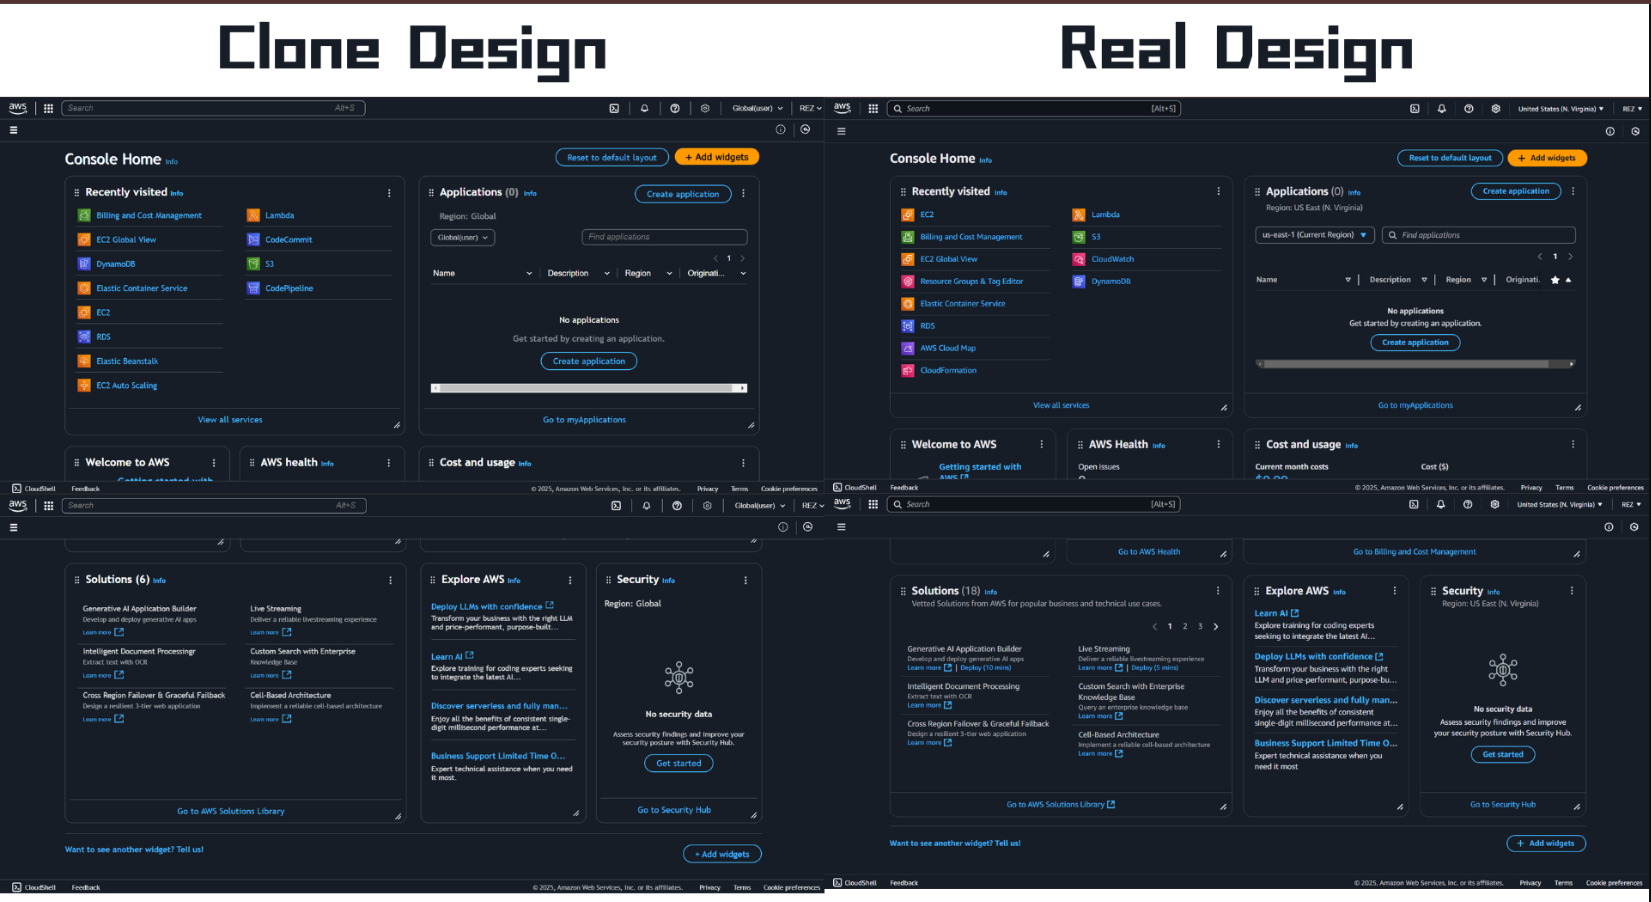 Clone Design
aws
Search
Alt+S
Global(user)
REZ
Console Home Info
Reset to default layout
+ Add widgets
Recently visited Info
Billing and Cost Management
EC2 Global View
DynamoDB
Elastic Container Service
EC2
RDS
Elastic Beanstalk
EC2 Auto Scaling
Lambda
CodeCommit
S3
CodePipeline
View all services
Applications (0) Info
Create application
Region: Global
Global(user)
Find applications
1
Name
Description
Region
Originati...
No applications
Get started by creating an application.
Create application
Go to myApplications
Welcome to AWS
Getting started with
AWS health Info
Cost and usage Info
CloudShell
Feedback
© 2025, Amazon Web Services, Inc. or its affiliates.
Privacy
Terms
Cookie preferences
aws
Search
Alt+S
Global(user)
REZ
Solutions (6) Info
Generative AI Application Builder
Develop and deploy generative AI apps
Learn more
Intelligent Document Processingr
Extract text with OCR
Learn more
Cross Region Failover & Graceful Failback
Design a resilient 3-tier web application
Learn more
Live Streaming
Deliver a reliable livestreaming experience
Learn more
Custom Search with Enterprise
Knowledge Base
Learn more
Cell-Based Architecture
Implement a reliable cell-based architecture
Learn more
Go to AWS Solutions Library
Explore AWS Info
Deploy LLMs with confidence
Transform your business with the right LLM
and price-performant, purpose-built...
Learn AI
Explore training for coding experts seeking
to integrate the latest AI...
Discover serverless and fully man...
Enjoy all the benefits of consistent single-
digit millisecond performance at...
Business Support Limited Time O...
Expert technical assistance when you need
it most.
Security Info
Region: Global
No security data
Assess security findings and improve your
security posture with Security Hub.
Get started
Go to Security Hub
Want to see another widget? Tell us!
+ Add widgets
CloudShell
Feedback
© 2025, Amazon Web Services, Inc. or its affiliates.
Privacy
Terms
Cookie preferences
Real Design
aws
Search
[Alt+S]
United States (N. Virginia)
REZ
Console Home Info
Reset to default layout
+ Add widgets
Recently visited Info
EC2
Billing and Cost Management
EC2 Global View
Resource Groups & Tag Editor
Elastic Container Service
RDS
AWS Cloud Map
CloudFormation
Lambda
S3
CloudWatch
DynamoDB
View all services
Applications (0) Info
Create application
Region: US East (N. Virginia)
us-east-1 (Current Region)
Find applications
1
Name
Description
Region
Originati.
No applications
Get started by creating an application.
Create application
Go to myApplications
Welcome to AWS
Getting started with
AWS
AWS Health Info
Open issues
Cost and usage Info
Current month costs
Cost ($)
CloudShell
Feedback
© 2025, Amazon Web Services, Inc. or its affiliates.
Privacy
Terms
Cookie preferences
aws
Search
[Alt+S]
United States (N. Virginia)
REZ
Go to AWS Health
Go to Billing and Cost Management
Solutions (18) Info
Vetted Solutions from AWS for popular business and technical use cases.
1 2 3
Generative AI Application Builder
Develop and deploy generative AI apps
Learn more | Deploy (10 mins)
Intelligent Document Processing
Extract text with OCR
Learn more
Cross Region Failover & Graceful Failback
Design a resilient 3-tier web application
Learn more
Live Streaming
Deliver a reliable livestreaming experience
Learn more | Deploy (5 mins)
Custom Search with Enterprise
Knowledge Base
Query an enterprise knowledge base
Learn more
Cell-Based Architecture
Implement a reliable cell-based architecture
Learn more
Go to AWS Solutions Library
Explore AWS Info
Learn AI
Explore training for coding experts
seeking to integrate the latest AI...
Deploy LLMs with confidence
Transform your business with the right
LLM and price-performant, purpose-bu...
Discover serverless and fully man...
Enjoy all the benefits of consistent
single-digit millisecond performance at...
Business Support Limited Time O...
Expert technical assistance when you
need it most
Security Info
Region: US East (N. Virginia)
No security data
Assess security findings and improve
your security posture with Security Hub.
Get started
Go to Security Hub
Want to see another widget? Tell us!
+ Add widgets
CloudShell
Feedback
© 2025, Amazon Web Services, Inc. or its affiliates.
Privacy
Terms
Cookie preferences